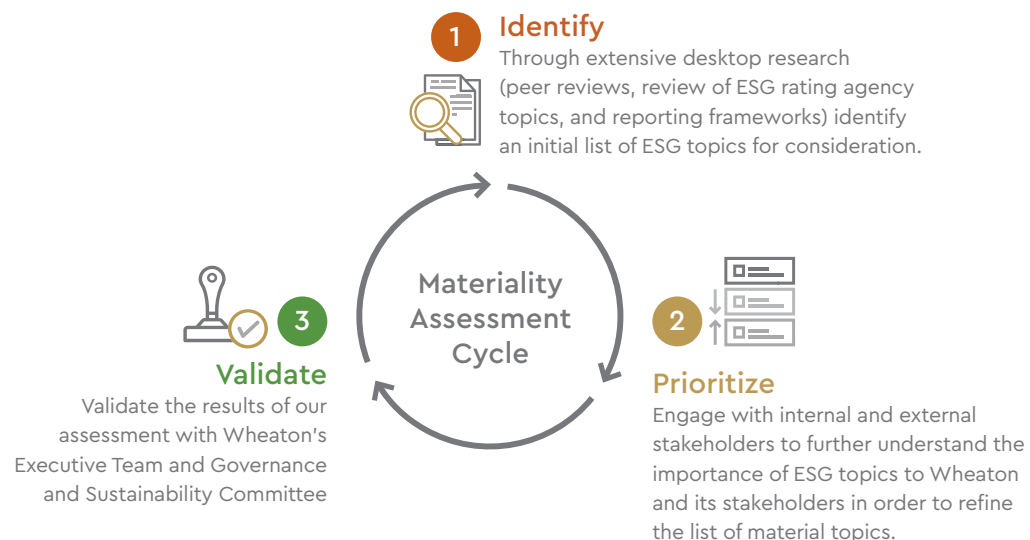 1
Identify
Through extensive desktop research
(peer reviews, review of ESG rating agency
topics, and reporting frameworks) identify
an initial list of ESG topics for consideration.
Materiality
Assessment
Cycle
2
Prioritize
Engage with internal and external
stakeholders to further understand the
importance of ESG topics to Wheaton
and its stakeholders in order to refine
the list of material topics.
3
Validate
Validate the results of our
assessment with Wheaton's
Executive Team and Governance
and Sustainability Committee